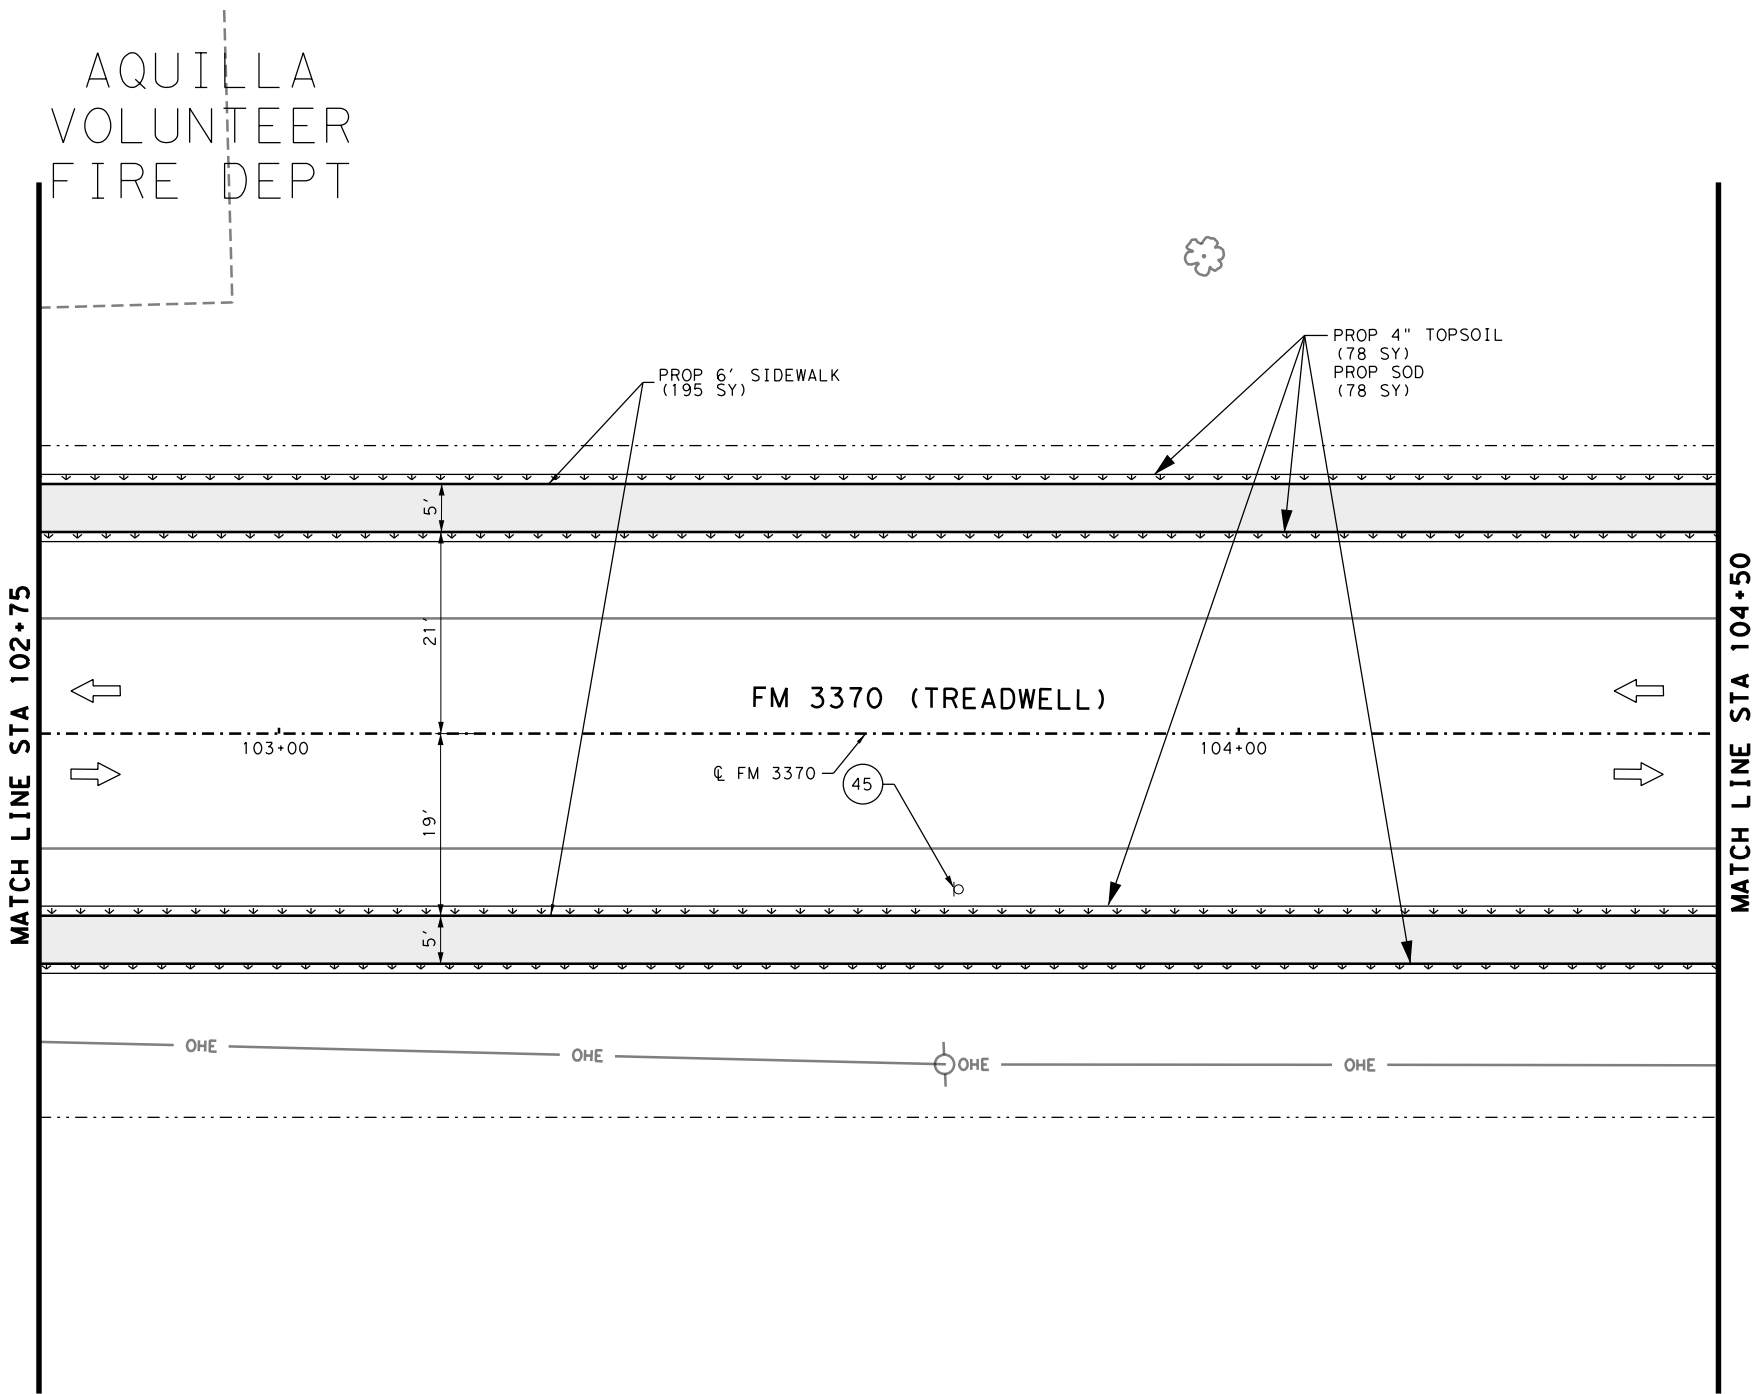 AQUILLA
VOLUNTEER
FIRE DEPT
PROP 4" TOPSOIL
(78 SY)
PROP SOD
(78 SY)
PROP 6' SIDEWALK
(195 SY)
5'
21'
MATCH LINE STA 102+75
MATCH LINE STA 104+50
FM 3370 (TREADWELL)
103+00
104+00
℄ FM 3370
45
19'
5'
OHE
OHE
OHE
OHE